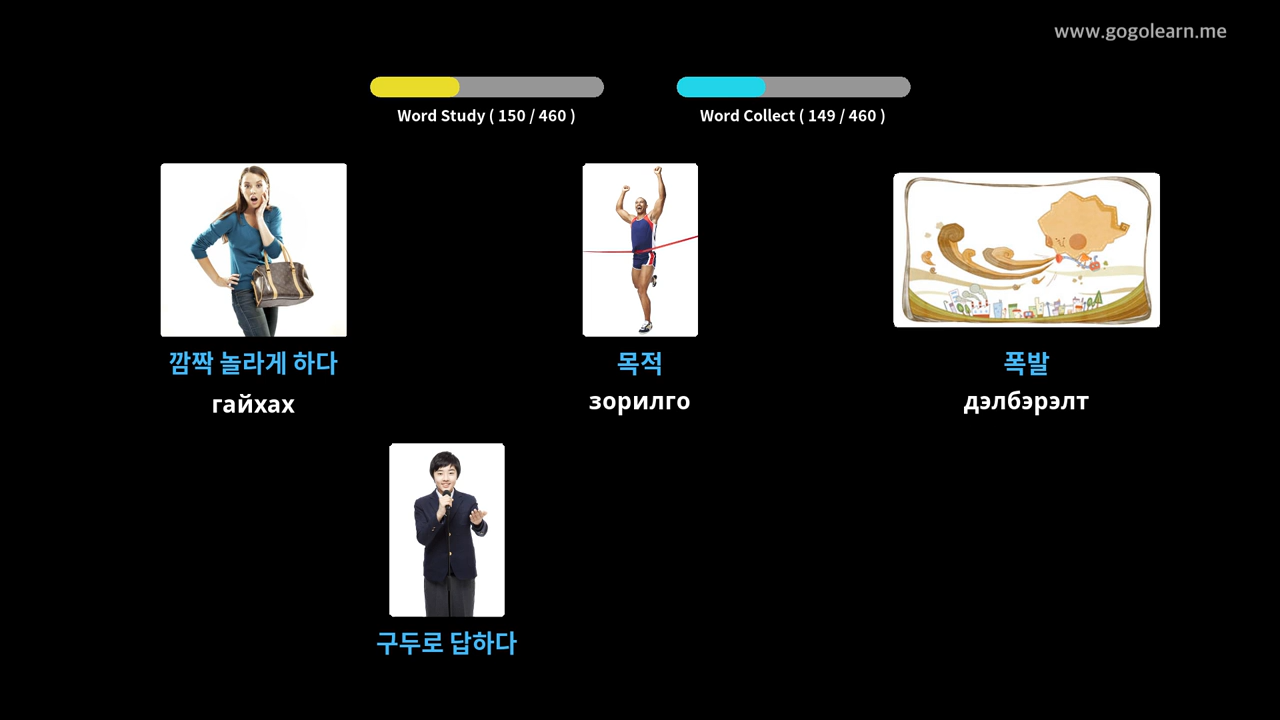 www.gogolearn.me
Word Study ( 150 / 460 )
Word Collect ( 149 / 460 )
깜짝 놀라게 하다
гайхах
목적
зорилго
폭발
дэлбэрэлт
구두로 답하다